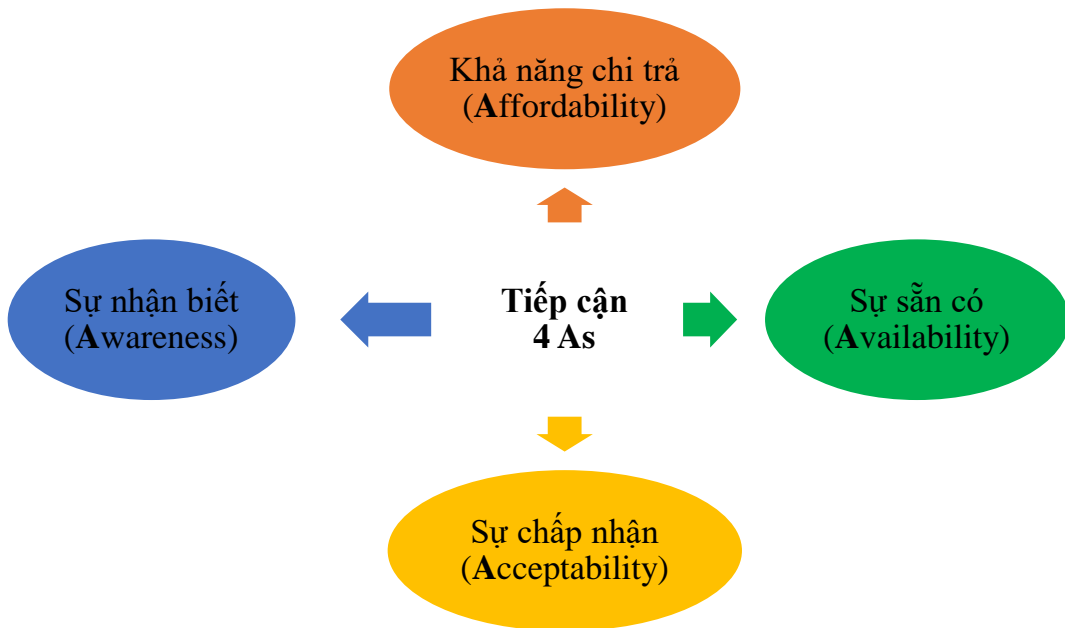 Khả năng chi trả
(Affordability)
Sự nhận biết
(Awareness)
Tiếp cận
4 As
Sự sẵn có
(Availability)
Sự chấp nhận
(Acceptability)